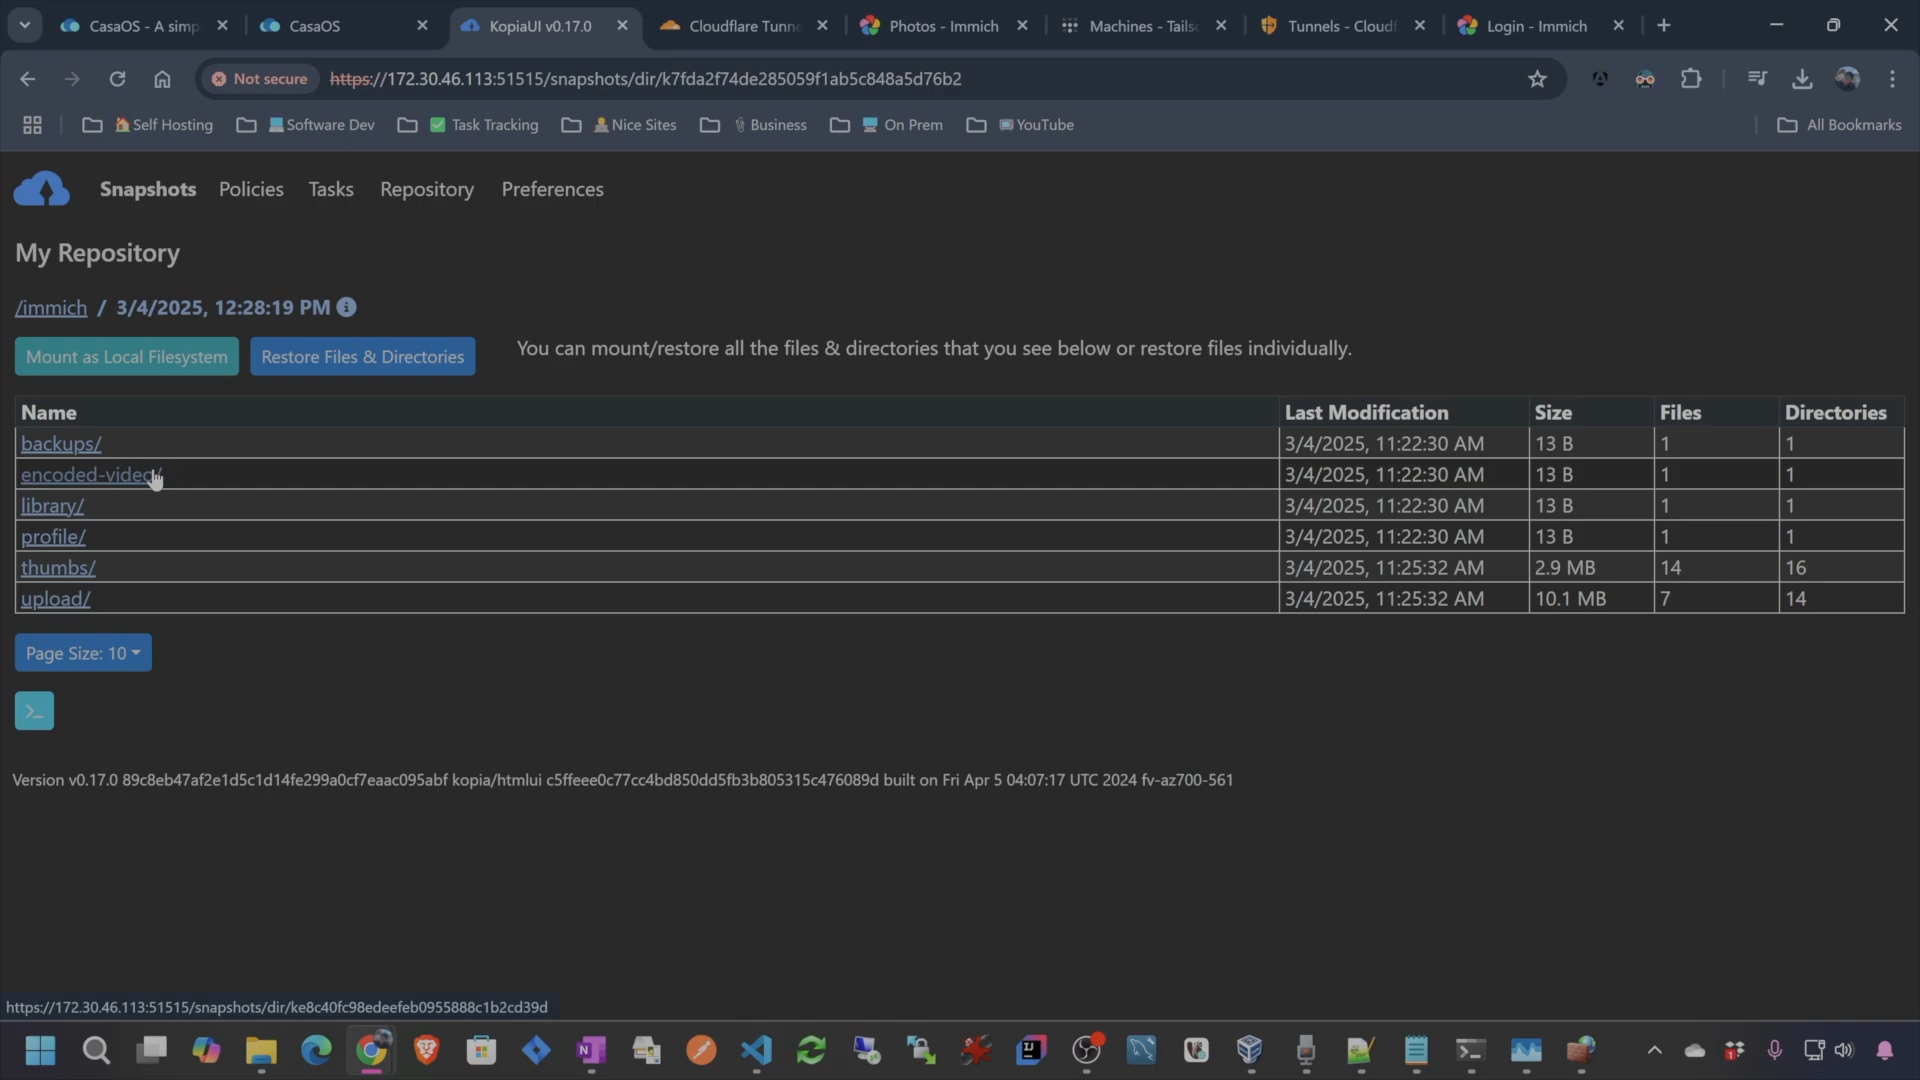 CasaOS - A simp
CasaOS
KopiaUI v0.17.0
Cloudflare Tunne
Photos - Immich
Machines - Tailsc
Tunnels - Cloudf
Login - Immich
Not secure
https://172.30.46.113:51515/snapshots/dir/k7fda2f74de285059f1ab5c848a5d76b2
Self Hosting
Software Dev
Task Tracking
Nice Sites
Business
On Prem
YouTube
All Bookmarks
Snapshots Policies Tasks Repository Preferences
My Repository
/immich / 3/4/2025, 12:28:19 PM
Mount as Local Filesystem
Restore Files & Directories
You can mount/restore all the files & directories that you see below or restore files individually.
Name Last Modification Size Files Directories
backups/ 3/4/2025, 11:22:30 AM 13 B 1 1
encoded-video/ 3/4/2025, 11:22:30 AM 13 B 1 1
library/ 3/4/2025, 11:22:30 AM 13 B 1 1
profile/ 3/4/2025, 11:22:30 AM 13 B 1 1
thumbs/ 3/4/2025, 11:25:32 AM 2.9 MB 14 16
upload/ 3/4/2025, 11:25:32 AM 10.1 MB 7 14
Page Size: 10
>_
Version v0.17.0 89c8eb47af2e1d5c1d14fe299a0cf7eaac095abf kopia/htmlui c5ffeee0c77cc4bd850dd5fb3b805315c476089d built on Fri Apr 5 04:07:17 UTC 2024 fv-az700-561
https://172.30.46.113:51515/snapshots/dir/ke8c40fc98edeefeb0955888c1b2cd39d